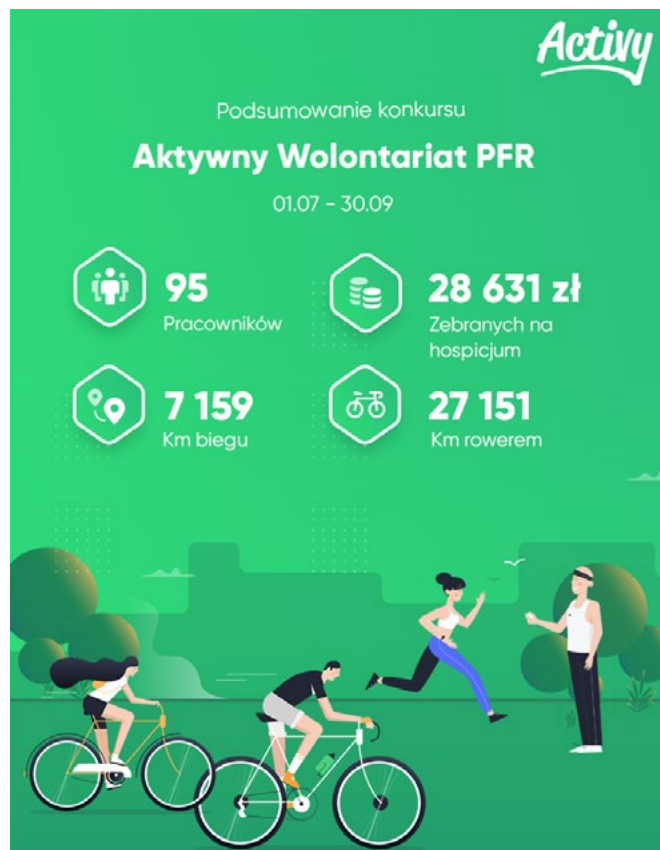 Activy
Podsumowanie konkursu
Aktywny Wolontariat PFR
01.07 - 30.09
95
Pracowników
28 631 zł
Zebranych na
hospicjum
7 159
Km biegu
27 151
Km rowerem